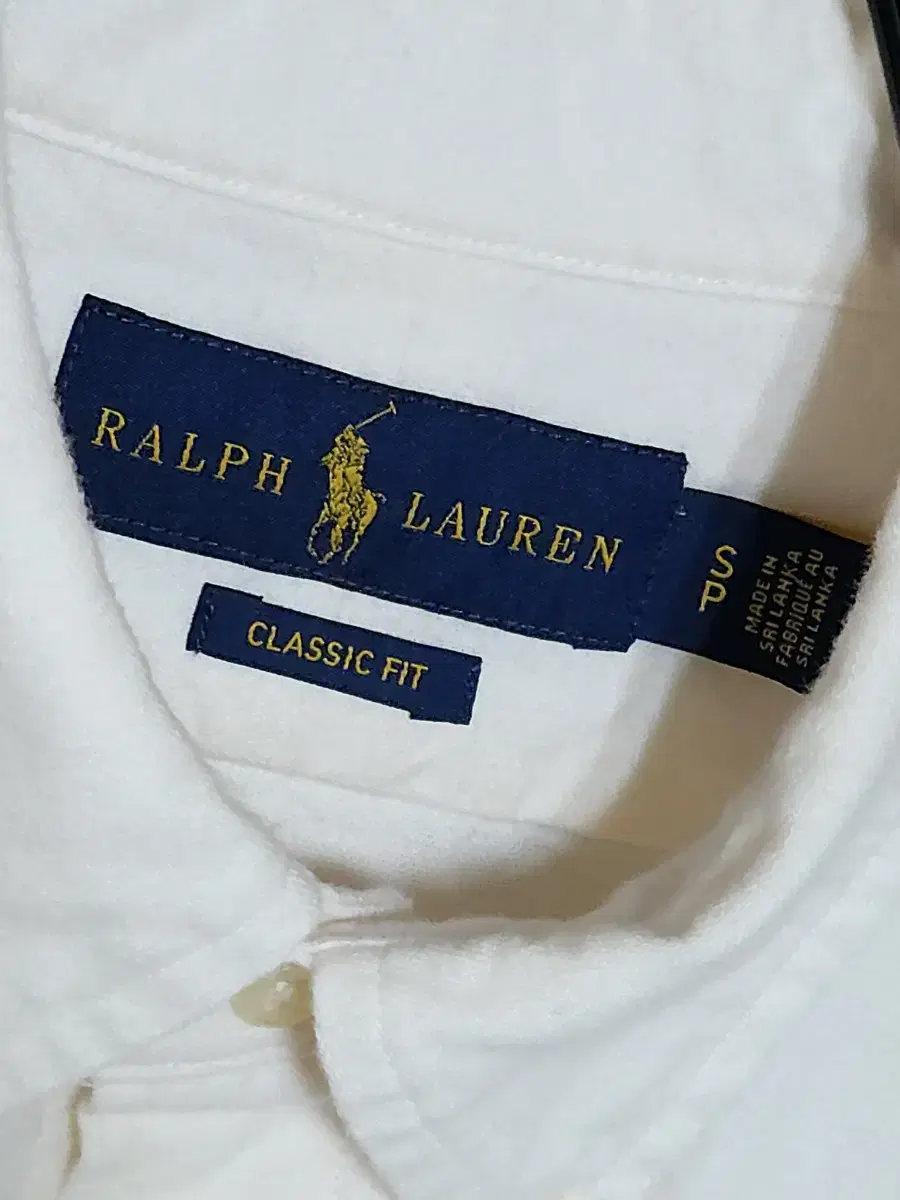 RALPH LAUREN
CLASSIC FIT
S
P
MADE IN
SRI LANKA
FABRIQUÉ AU
SRI LANKA